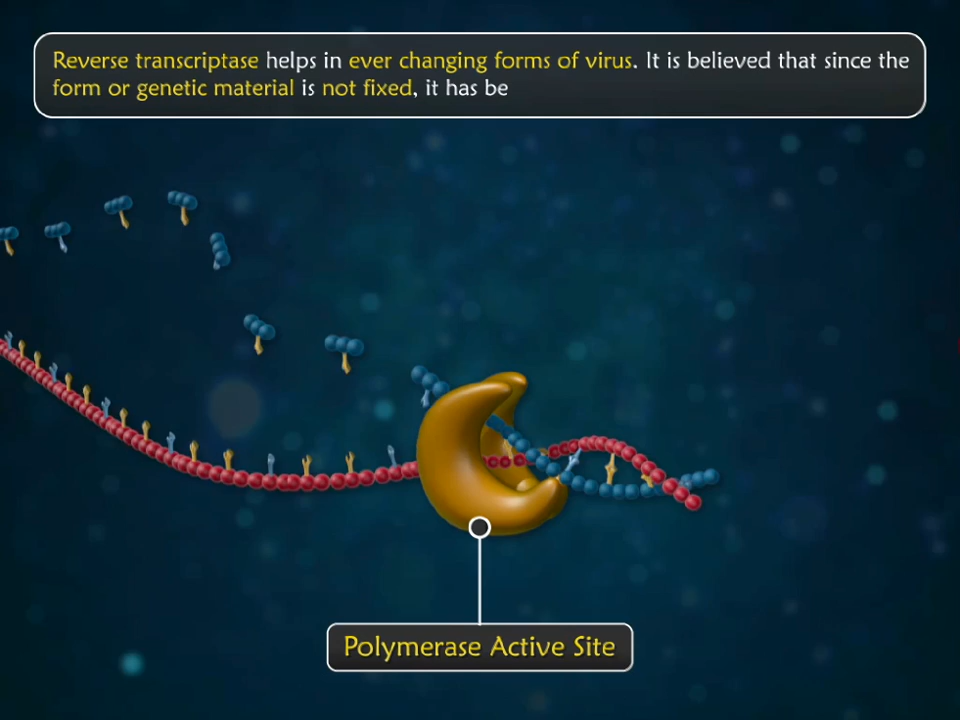 Reverse transcriptase helps in ever changing forms of virus. It is believed that since the
form or genetic material is not fixed, it has be
Polymerase Active Site